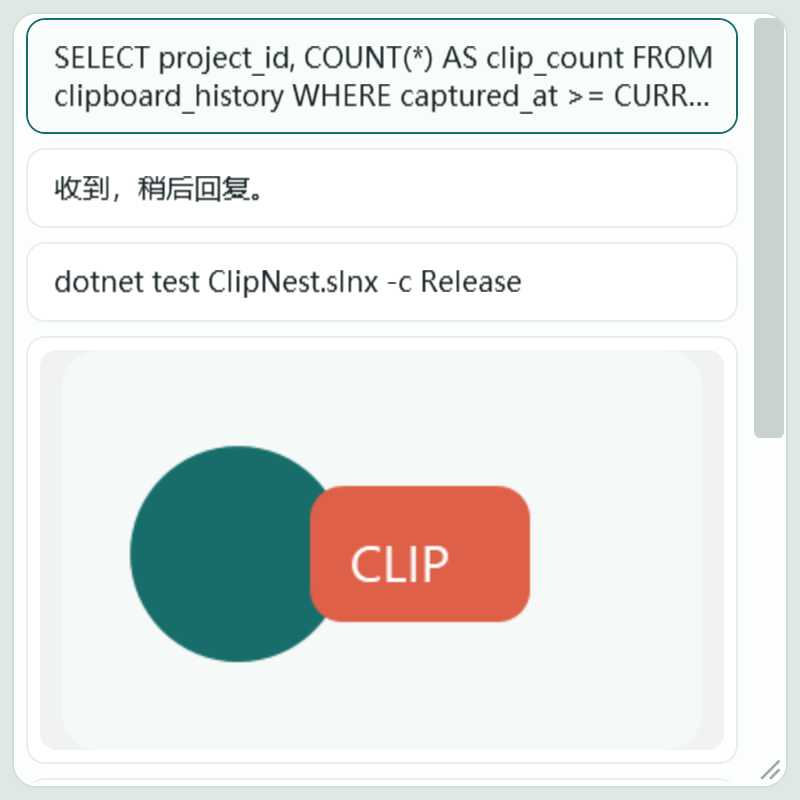 SELECT project_id, COUNT(*) AS clip_count FROM
clipboard_history WHERE captured_at >= CURR...
收到，稍后回复。
dotnet test ClipNest.slnx -c Release
CLIP